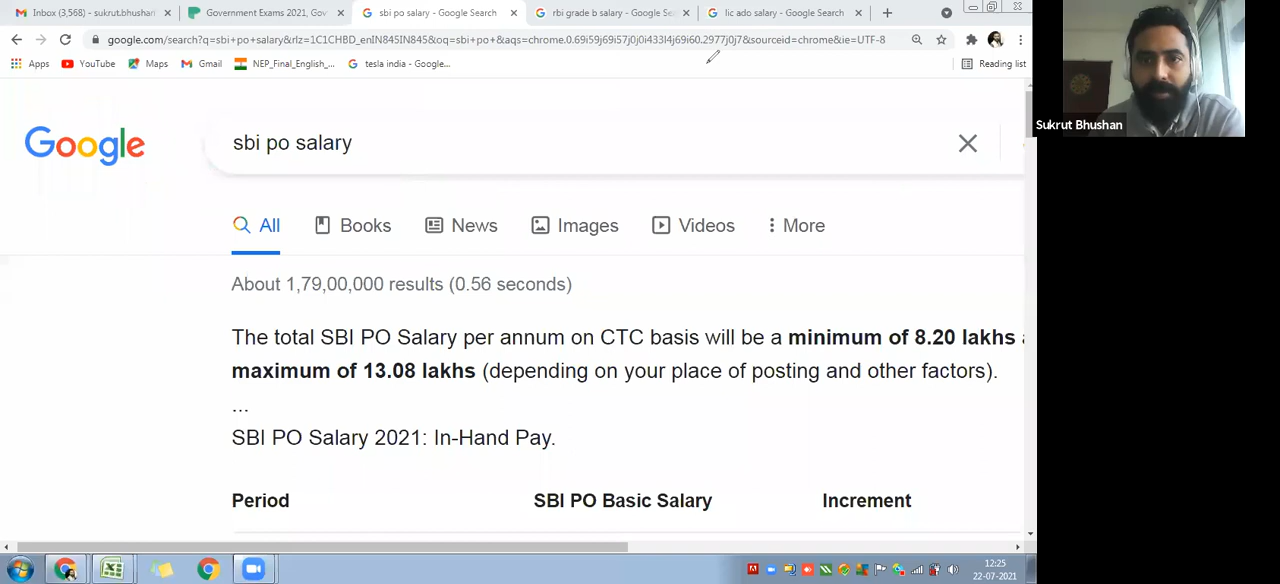 Inbox (3,568) - sukrut.bhushan
Government Exams 2021, Gov
sbi po salary - Google Search
rbi grade b salary - Google Se
lic ado salary - Google Search
google.com/search?q=sbi+po+salary&rlz=1C1CHBD_enIN845IN845&oq=sbi+po+&aqs=chrome.0.69i59j69i57j0j0i433l4j69i60.2977j0j7&sourceid=chrome&ie=UTF-8
Apps
YouTube
Maps
Gmail
NEP_Final_English_...
tesla india - Google...
Reading list
Sukrut Bhushan
Google
sbi po salary
All
Books
News
Images
Videos
More
About 1,79,00,000 results (0.56 seconds)
The total SBI PO Salary per annum on CTC basis will be a minimum of 8.20 lakhs
maximum of 13.08 lakhs (depending on your place of posting and other factors).
...
SBI PO Salary 2021: In-Hand Pay.
Period SBI PO Basic Salary Increment
12:25
22-07-2021